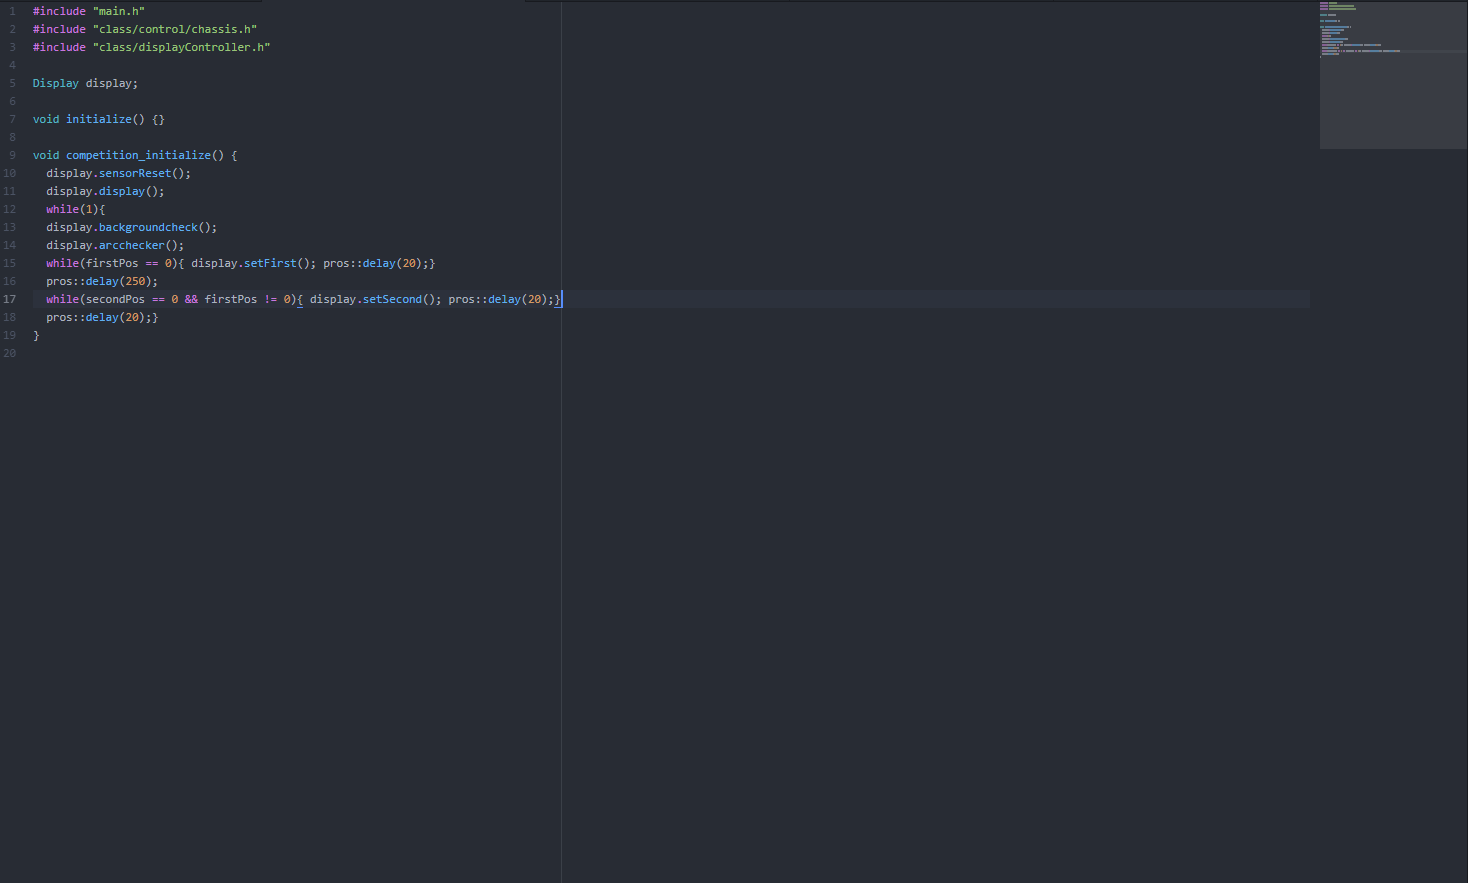 1 #include "main.h"
2 #include "class/control/chassis.h"
3 #include "class/displayController.h"
4
5 Display display;
6
7 void initialize() {}
8
9 void competition_initialize() {
10   display.sensorReset();
11   display.display();
12   while(1){
13   display.backgroundcheck();
14   display.arcchecker();
15   while(firstPos == 0){ display.setFirst(); pros::delay(20);}
16   pros::delay(250);
17   while(secondPos == 0 && firstPos != 0){ display.setSecond(); pros::delay(20);}
18   pros::delay(20);}
19 }
20